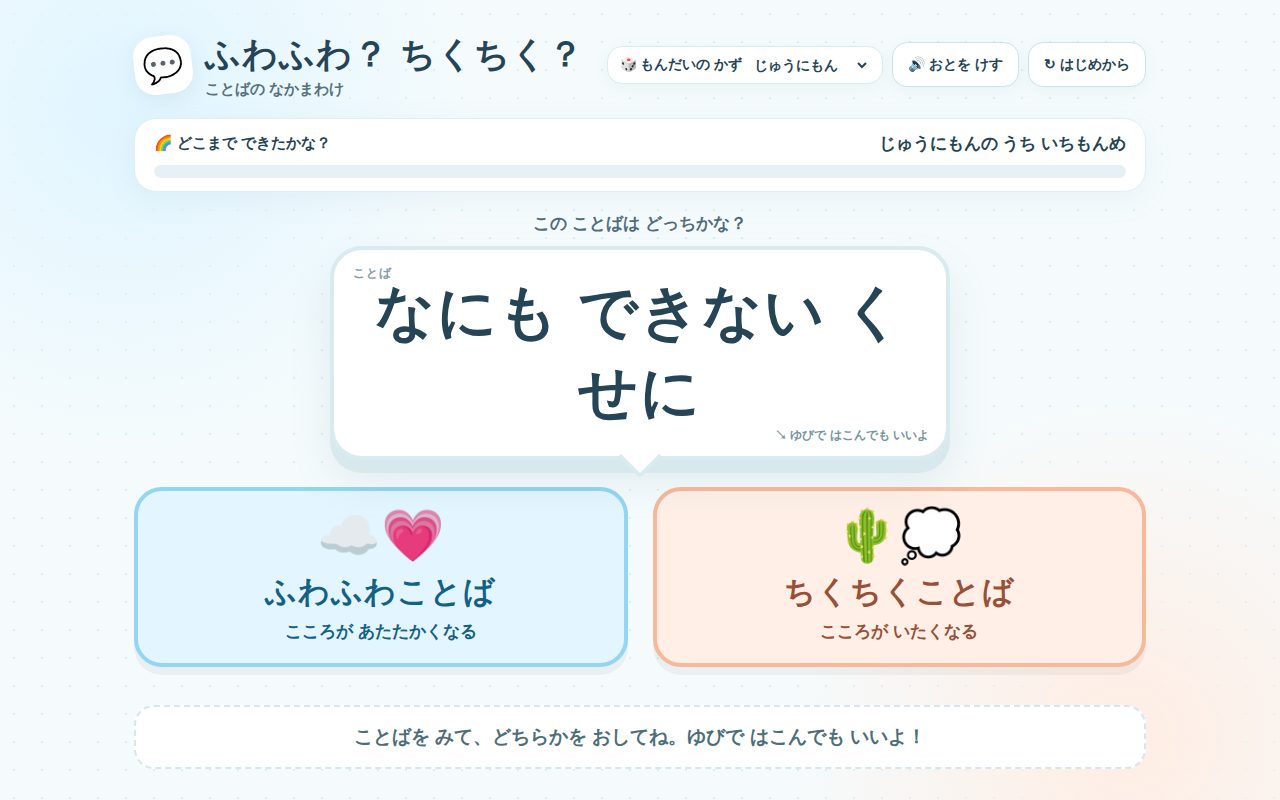 ふわふわ？ ちくちく？
ことばの なかまわけ
もんだいの かず じゅうにもん
おとを けす
はじめから
どこまで できたかな？
じゅうにもんの うち いちもんめ
この ことばは どっちかな？
ことば
なにも できない く
せに
↘ ゆびで はこんでも いいよ
ふわふわことば
こころが あたたかくなる
ちくちくことば
こころが いたくなる
ことばを みて、どちらかを おしてね。ゆびで はこんでも いいよ！